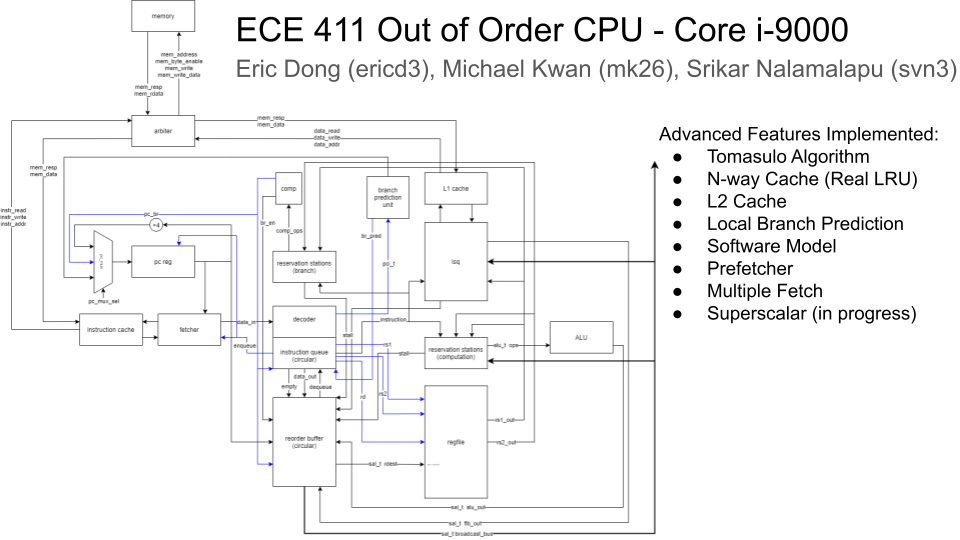 ECE 411 Out of Order CPU - Core i-9000
Eric Dong (ericd3), Michael Kwan (mk26), Srikar Nalamalapu (svn3)
Advanced Features Implemented:
● Tomasulo Algorithm
● N-way Cache (Real LRU)
● L2 Cache
● Local Branch Prediction
● Software Model
● Prefetcher
● Multiple Fetch
● Superscalar (in progress)
memory
mem_address
mem_byte_enable
mem_write
mem_write_data
mem_resp
mem_rdata
arbiter
mem_resp
mem_data
data_read
data_write
data_addr
mem_resp
mem_data
instr_read
instr_write
instr_addr
comp
branch
prediction
unit
L1 cache
pc_br
+4
br_en
comp_ops
br_pred
pc_mux_sel
pc reg
reservation stations
(branch)
lsq
instruction cache
fetcher
data_in
decoder
instruction
enqueue
instruction queue
(circular)
stall
rs1
stall
reservation stations
(computation)
alu_t ops
ALU
data_out
empty
dequeue
rd
rs2
reorder buffer
(circular)
regfile
rs1_out
rs2_out
sal_t rdest
sal_t alu_out
sal_t broadcast_bus